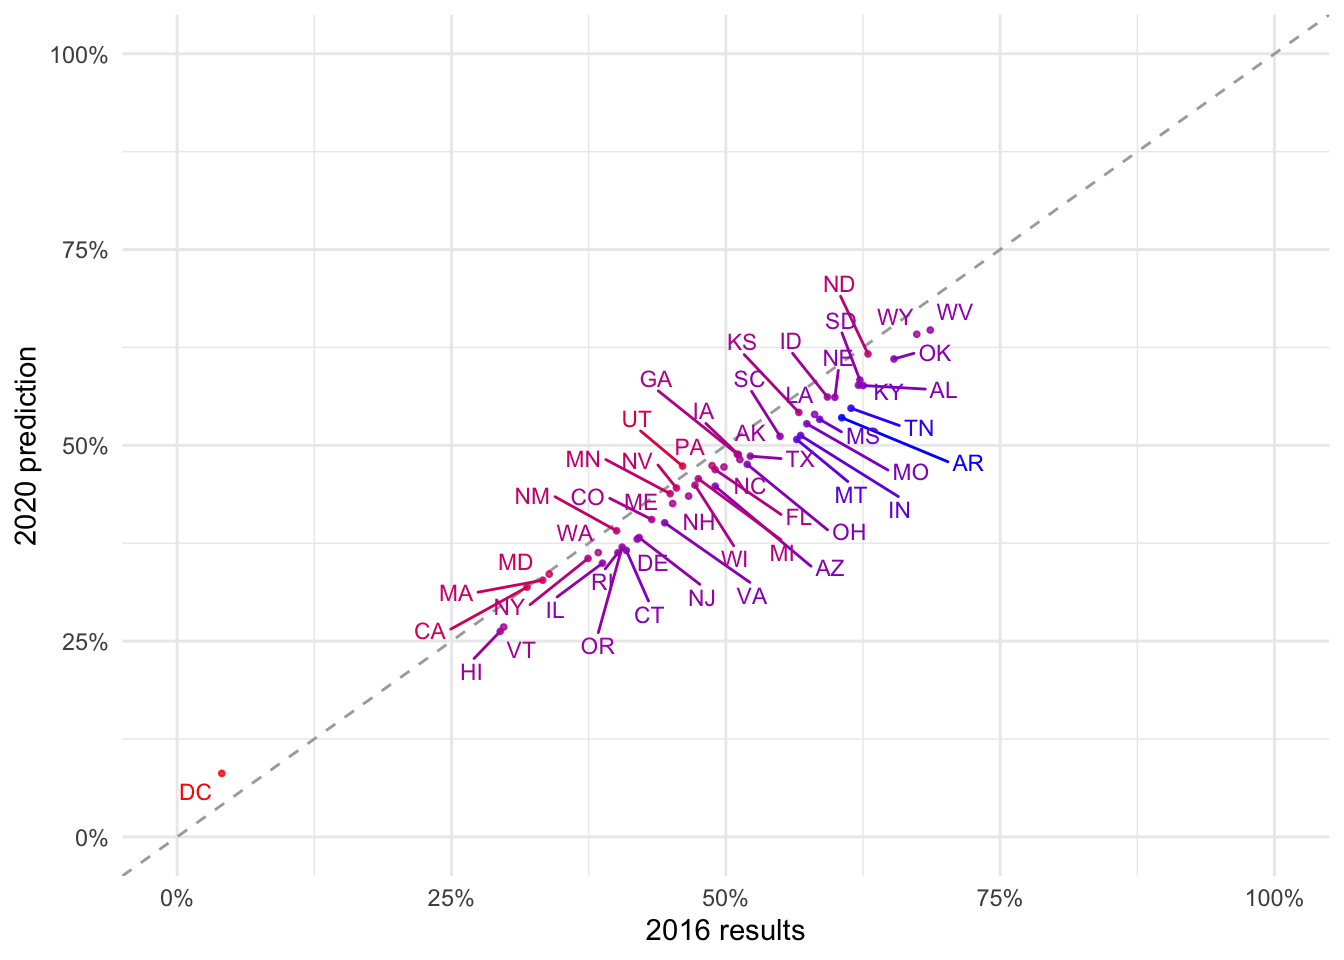 100%
75%
50%
25%
0%
2020 prediction
ND
WV
SD
WY
KS
ID
OK
NE
GA
SC
LA
KY
AL
IA
UT
AK
MS
TN
PA
MN
NV
TX
AR
MO
NC
MT
NM
CO
ME
IN
NH
FL
WA
OH
WI
MI
MD
DE
AZ
RI
MA
NY
IL
NJ
VA
CT
CA
OR
VT
HI
DC
0%
25%
50%
75%
100%
2016 results